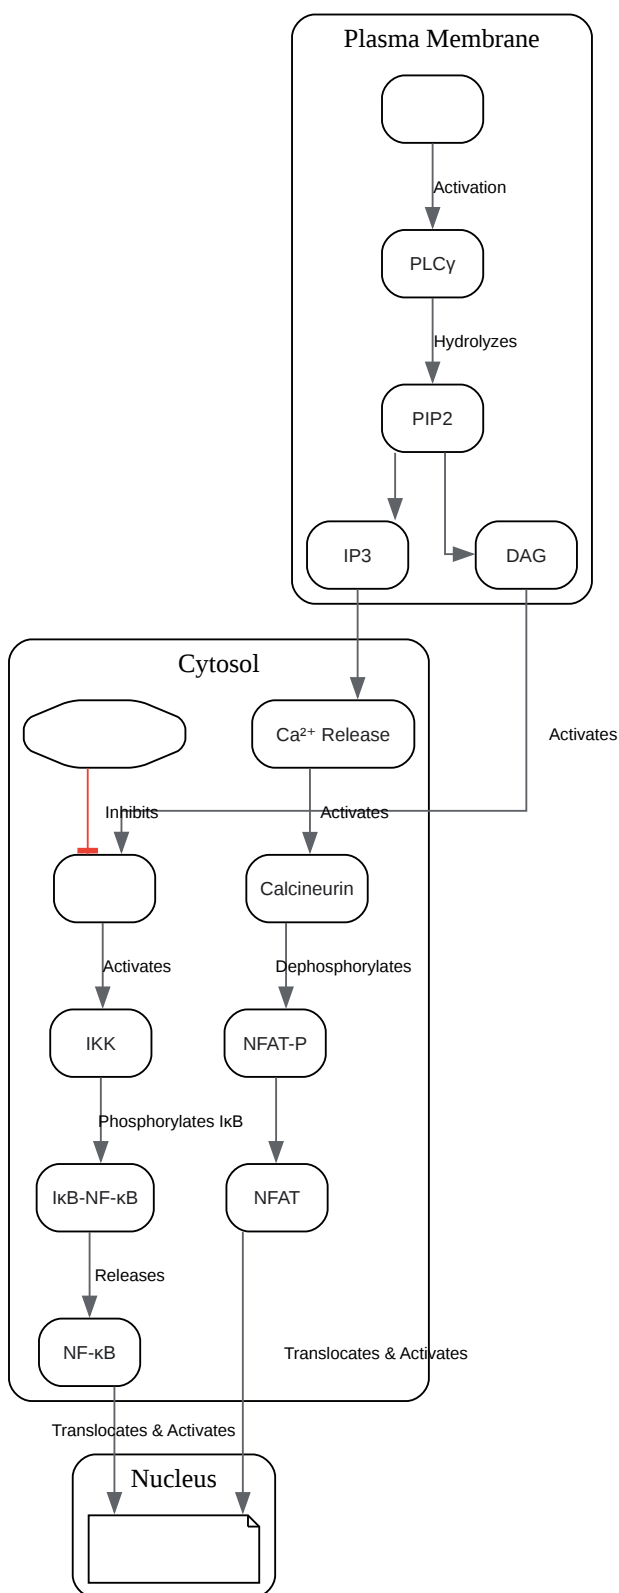 Plasma Membrane
Activation
PLCγ
Hydrolyzes
PIP2
IP3
DAG
Cytosol
Ca²⁺ Release
Activates
Inhibits
Activates
Calcineurin
Activates
Dephosphorylates
IKK
NFAT-P
Phosphorylates IκB
IκB-NF-κB
NFAT
Releases
NF-κB
Translocates & Activates
Translocates & Activates
Nucleus